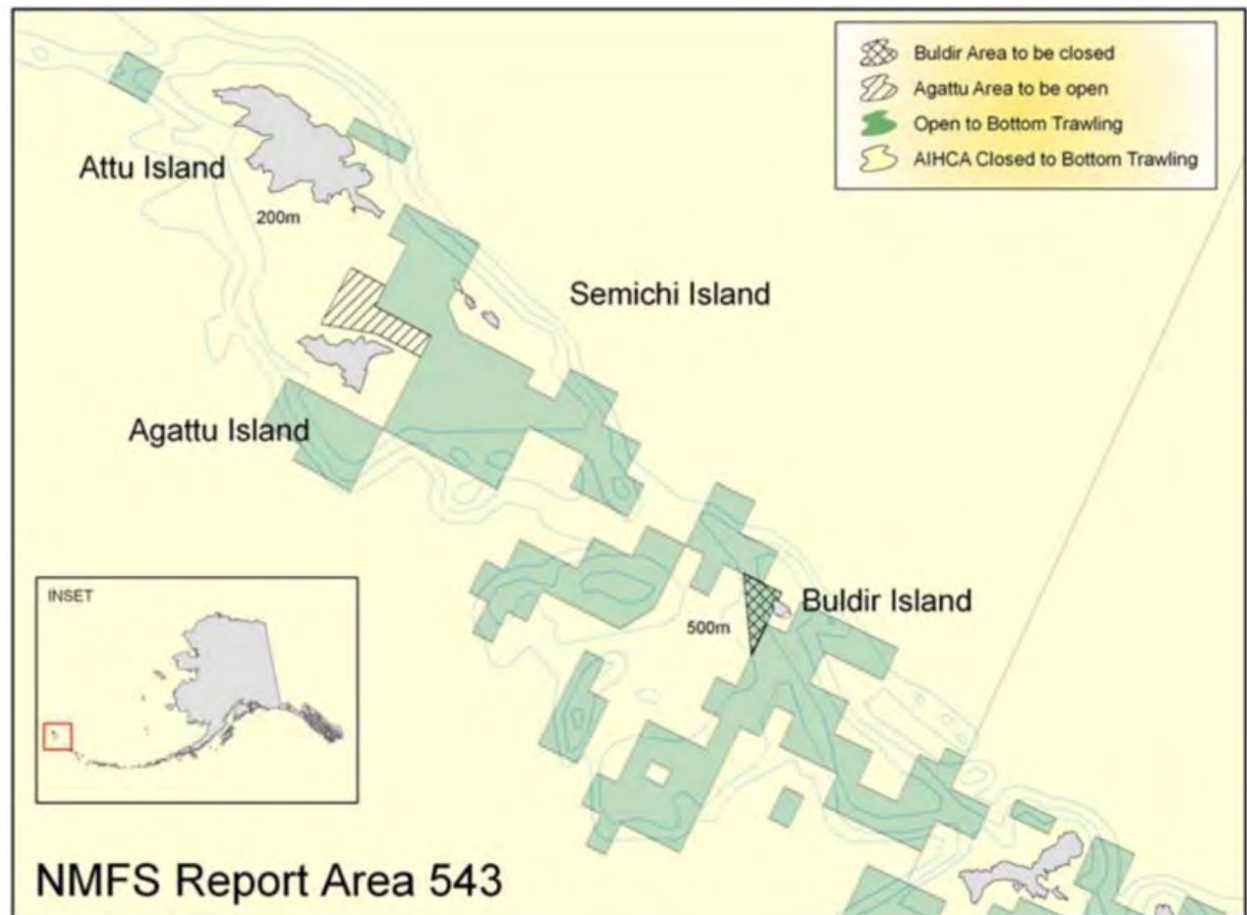 Buldir Area to be closed
Agattu Area to be open
Open to Bottom Trawling
AIHCA Closed to Bottom Trawling
Attu Island
200m
Semichi Island
Agattu Island
INSET
Buldir Island
500m
NMFS Report Area 543